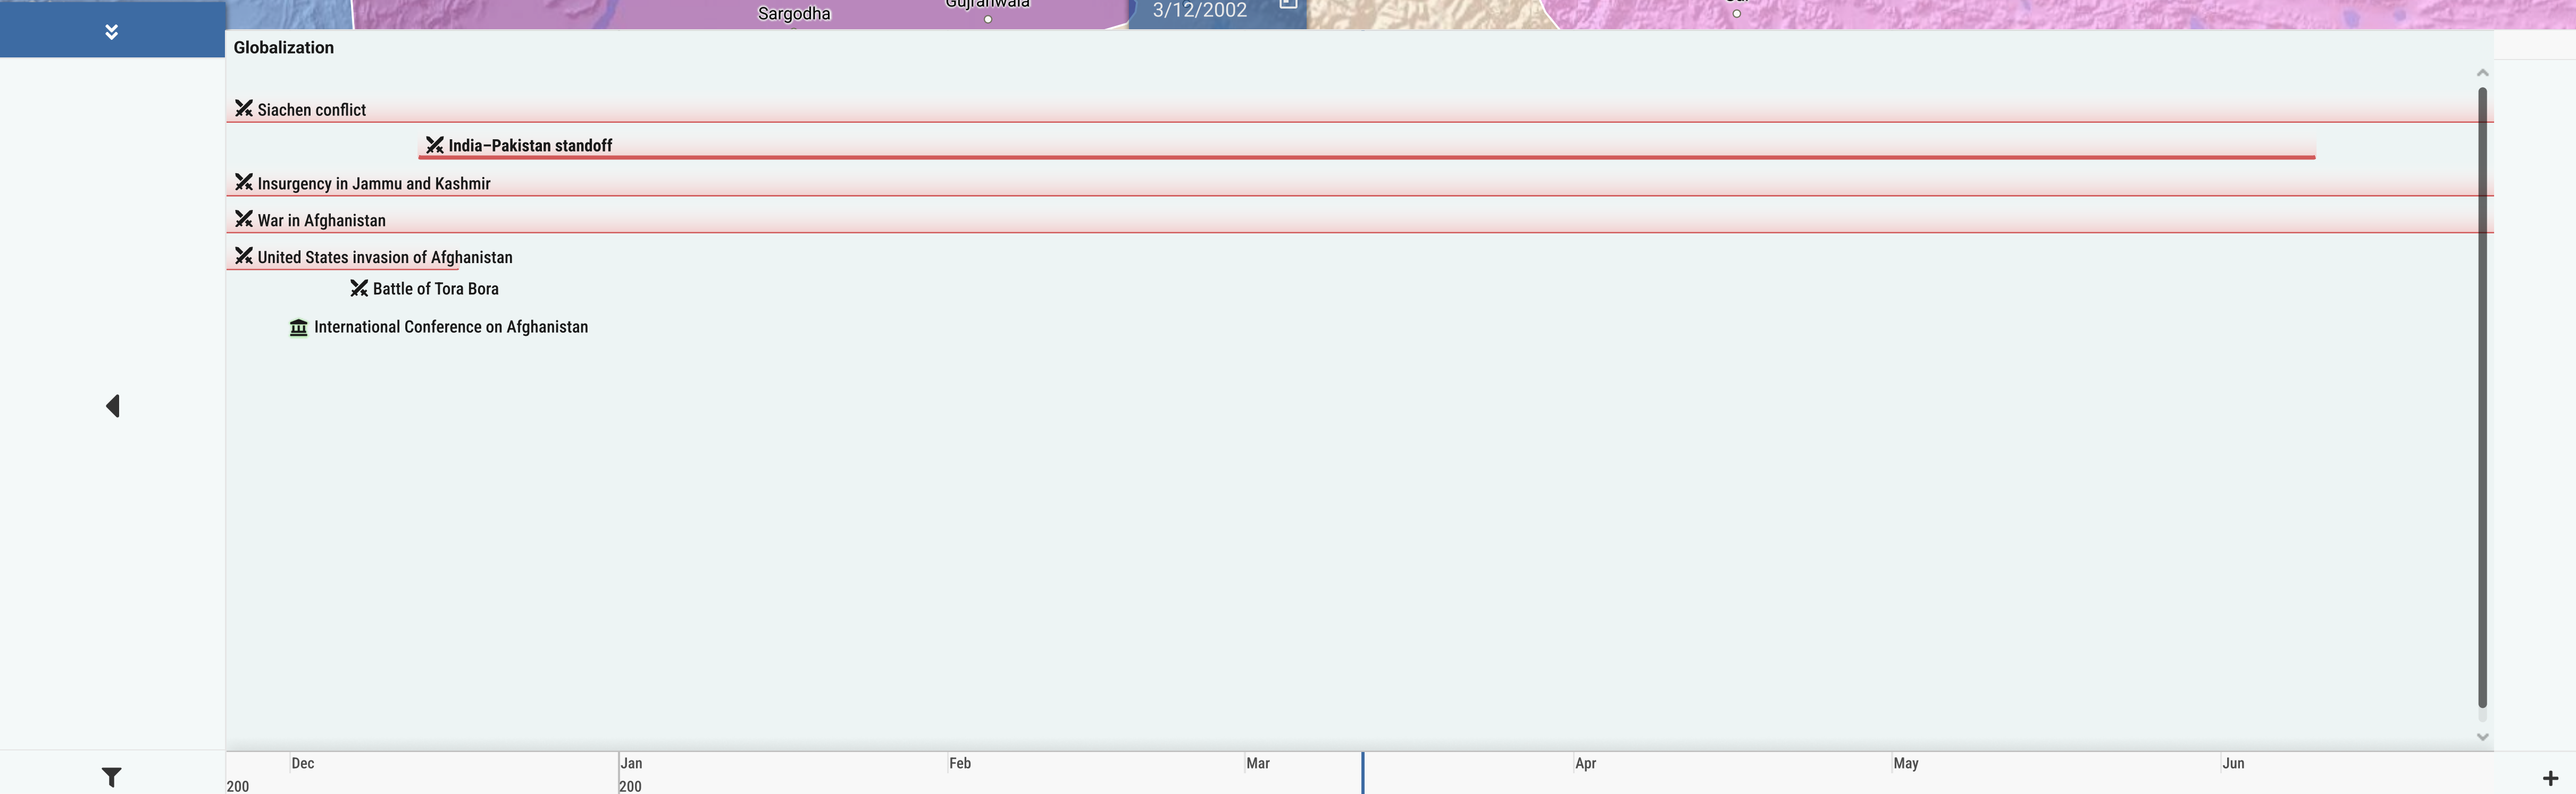 Sargodha
3/12/2002
Globalization
Siachen conflict
India–Pakistan standoff
Insurgency in Jammu and Kashmir
War in Afghanistan
United States invasion of Afghanistan
Battle of Tora Bora
International Conference on Afghanistan
Dec
Jan
Feb
Mar
Apr
May
Jun
200
200